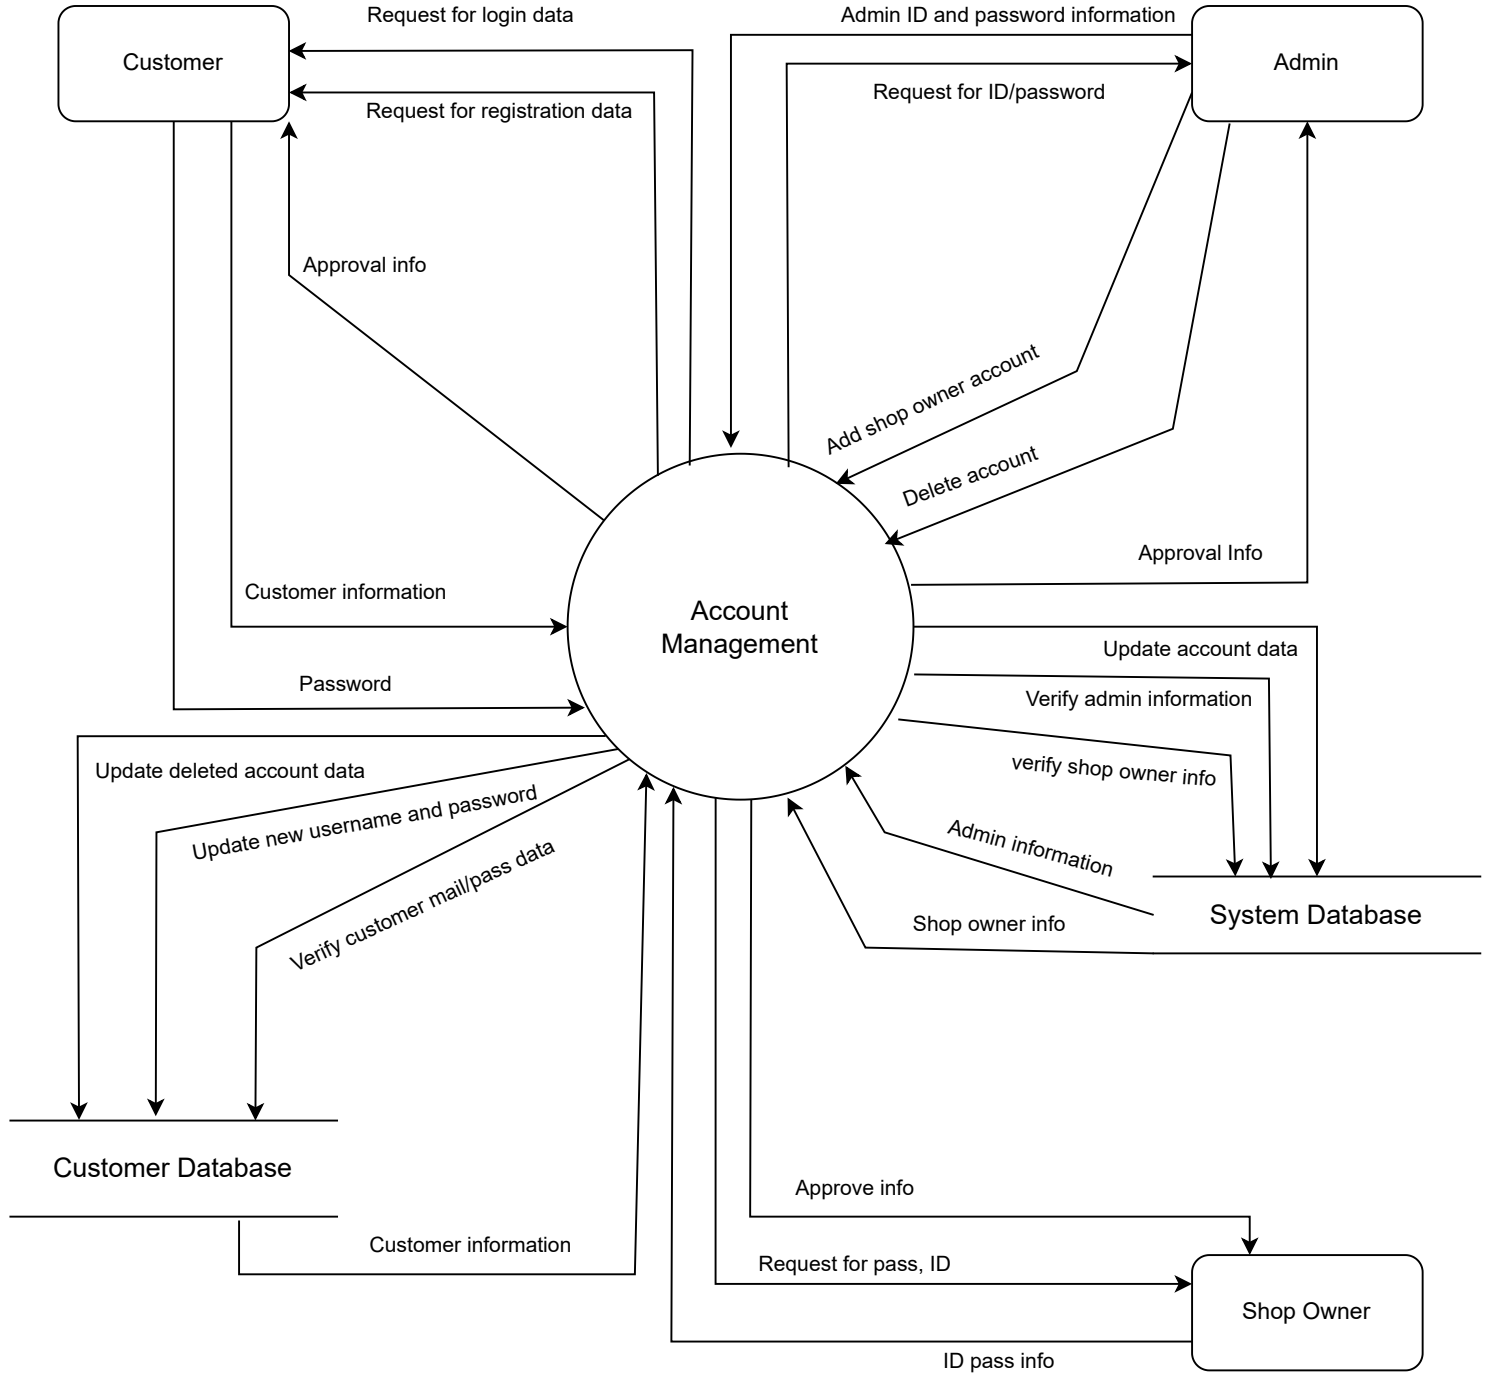 Request for login data
Admin ID and password information
Customer
Admin
Request for ID/password
Request for registration data
Approval info
Add shop owner account
Delete account
Approval Info
Customer information
Account
Management
Update account data
Password
Verify admin information
Update deleted account data
verify shop owner info
Update new username and password
Admin information
Verify customer mail/pass data
Shop owner info
System Database
Customer Database
Approve info
Customer information
Request for pass, ID
Shop Owner
ID pass info